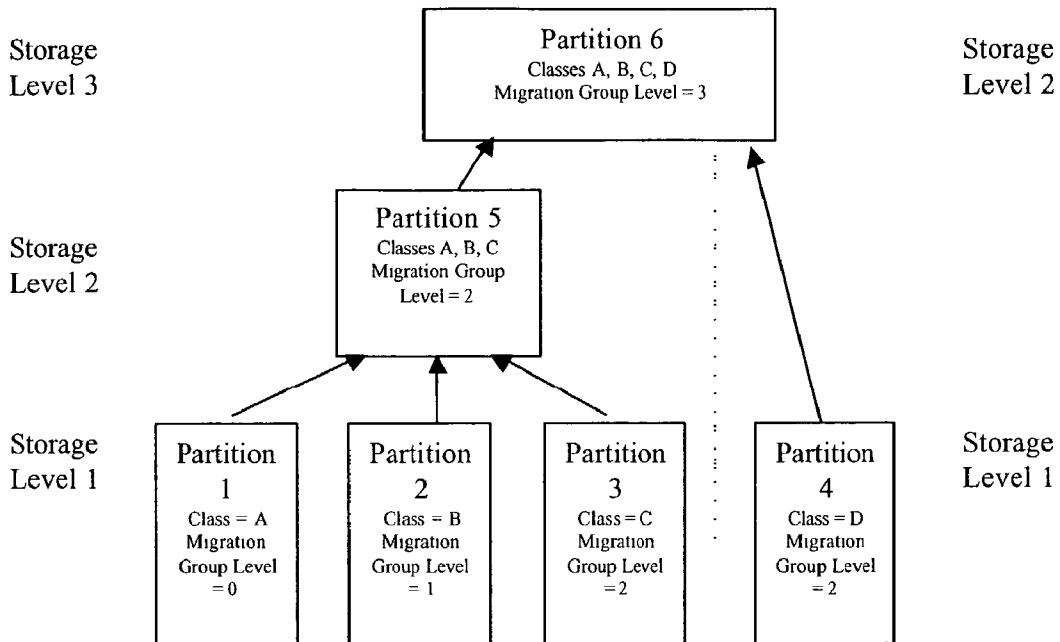 Storage
Level 3
Partition 6
Classes A, B, C, D
Migration Group Level = 3
Storage
Level 2
Storage
Level 2
Partition 5
Classes A, B, C
Migration Group
Level = 2
Storage
Level 1
Partition
1
Class = A
Migration
Group Level
= 0
Partition
2
Class = B
Migration
Group Level
= 1
Partition
3
Class = C
Migration
Group Level
= 2
Partition
4
Class = D
Migration
Group Level
= 2
Storage
Level 1